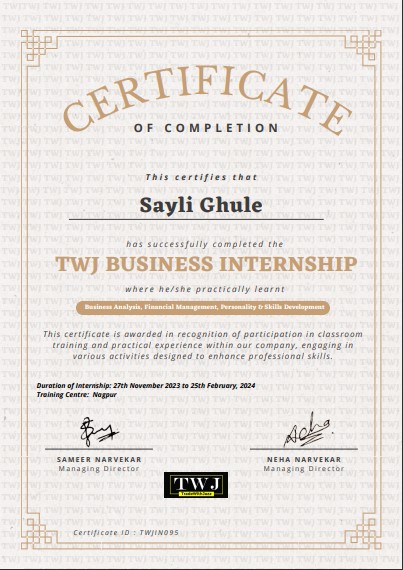 CERTIFICATE
OF COMPLETION
This certifies that
Sayli Ghule
has successfully completed the
TWJ BUSINESS INTERNSHIP
where he/she practically learnt
Business Analysis, Financial Management, Personality & Skills Development
This certificate is awarded in recognition of participation in classroom
training and practical experience within our company, engaging in
various activities designed to enhance professional skills.
Duration of Internship: 27th November 2023 to 25th February, 2024
Training Centre: Nagpur
SAMEER NARVEKAR
Managing Director
NEHA NARVEKAR
Managing Director
TWJ
TradeWithJazz
Certificate ID : TWJIN095